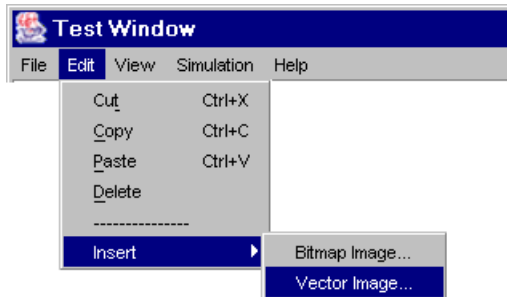 Test Window
File Edit View Simulation Help
Cut Ctrl+X
Copy Ctrl+C
Paste Ctrl+V
Delete
---------------
Insert
Bitmap Image...
Vector Image...